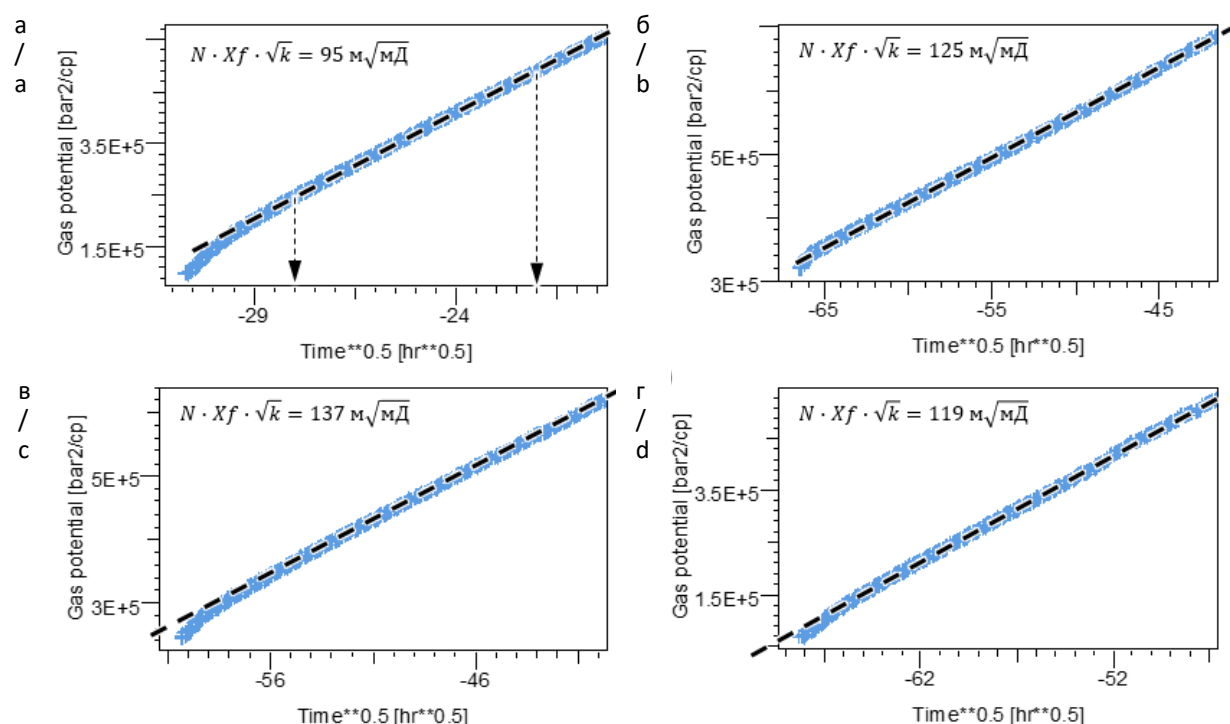 а
/
a
N · Xf · √k = 95 м√мД
Gas potential [bar2/cp]
3.5E+5
1.5E+5
-29 -24
Time**0.5 [hr**0.5]
б
/
b
N · Xf · √k = 125 м√мД
Gas potential [bar2/cp]
5E+5
3E+5
-65 -55 -45
Time**0.5 [hr**0.5]
в
/
c
N · Xf · √k = 137 м√мД
Gas potential [bar2/cp]
5E+5
3E+5
-56 -46
Time**0.5 [hr**0.5]
г
/
d
N · Xf · √k = 119 м√мД
Gas potential [bar2/cp]
3.5E+5
1.5E+5
-62 -52
Time**0.5 [hr**0.5]